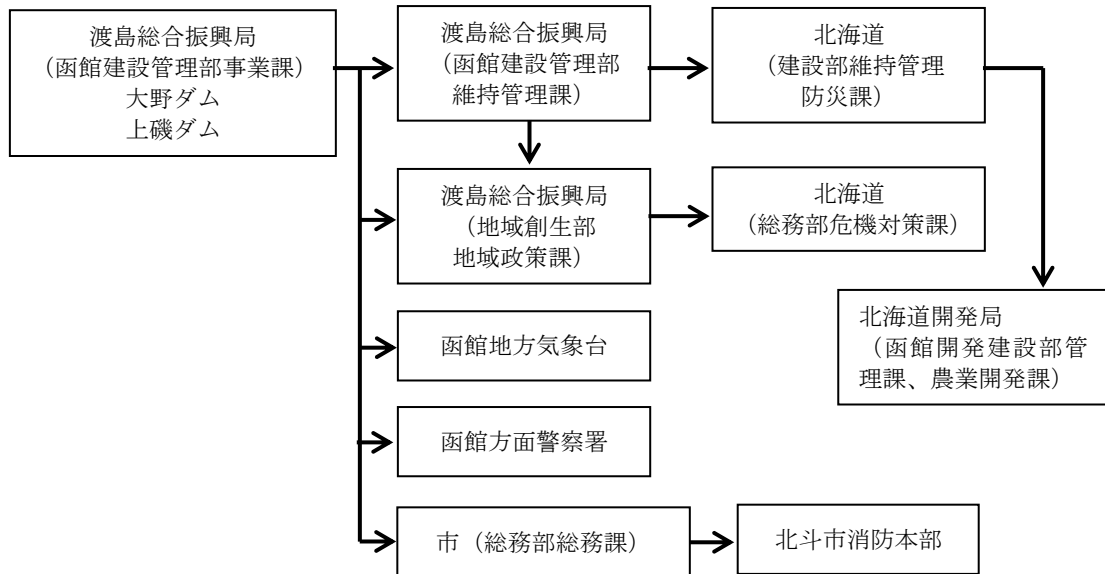 渡島総合振興局
（函館建設管理部事業課）
大野ダム
上磯ダム
渡島総合振興局
（函館建設管理部
維持管理課）
北海道
（建設部維持管理
防災課）
渡島総合振興局
（地域創生部
地域政策課）
北海道
（総務部危機対策課）
函館地方気象台
北海道開発局
（函館開発建設部管
理課、農業開発課）
函館方面警察署
市（総務部総務課）
北斗市消防本部